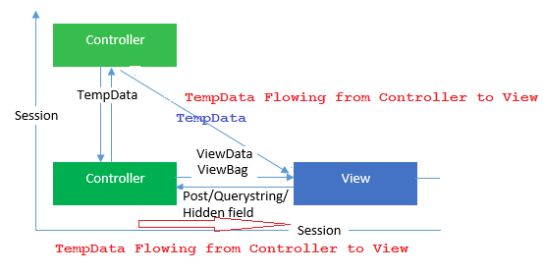 Controller
TempData
TempData Flowing from Controller to View
TempData
Session
ViewData
ViewBag
Controller
View
Post/Querystring/
Hidden field
Session
TempData Flowing from Controller to View